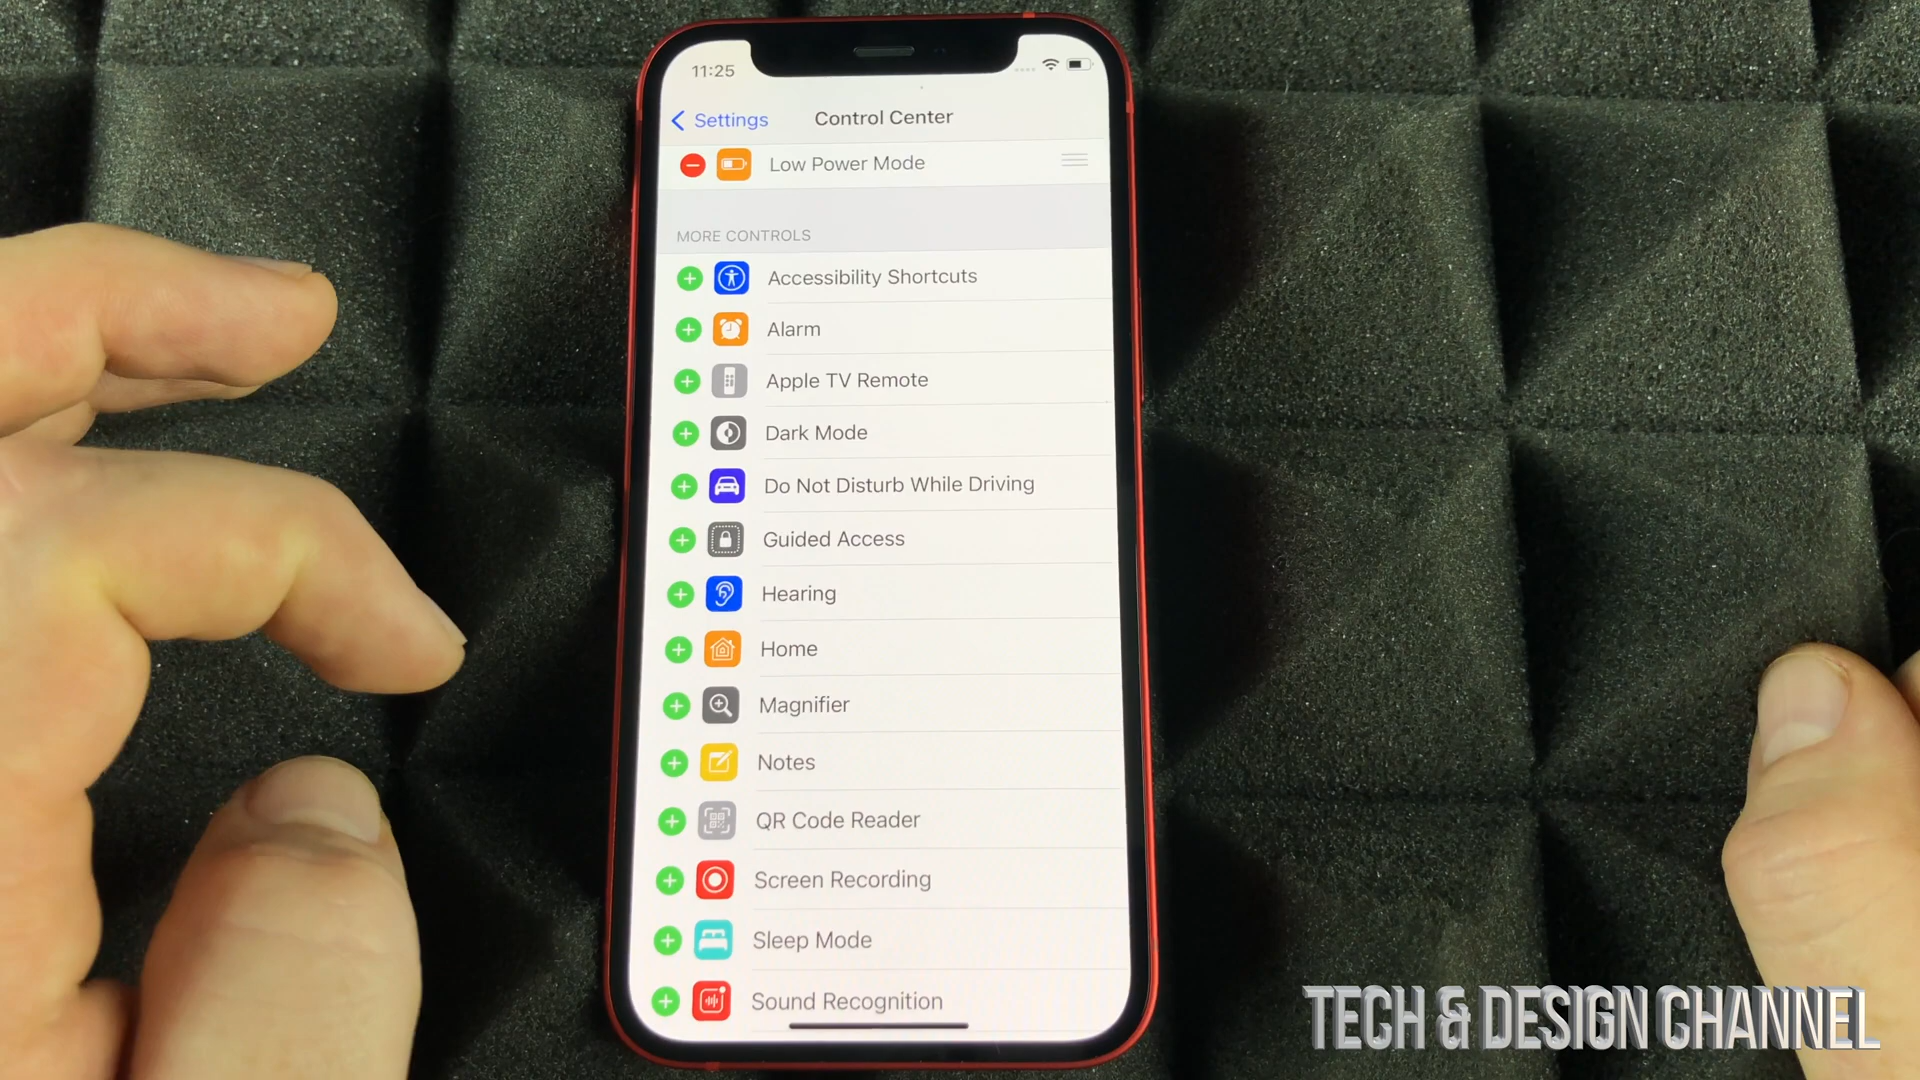 11:25
Settings
Control Center
Low Power Mode
MORE CONTROLS
Accessibility Shortcuts
Alarm
Apple TV Remote
Dark Mode
Do Not Disturb While Driving
Guided Access
Hearing
Home
Magnifier
Notes
QR Code Reader
Screen Recording
Sleep Mode
Sound Recognition
TECH & DESIGN CHANNEL